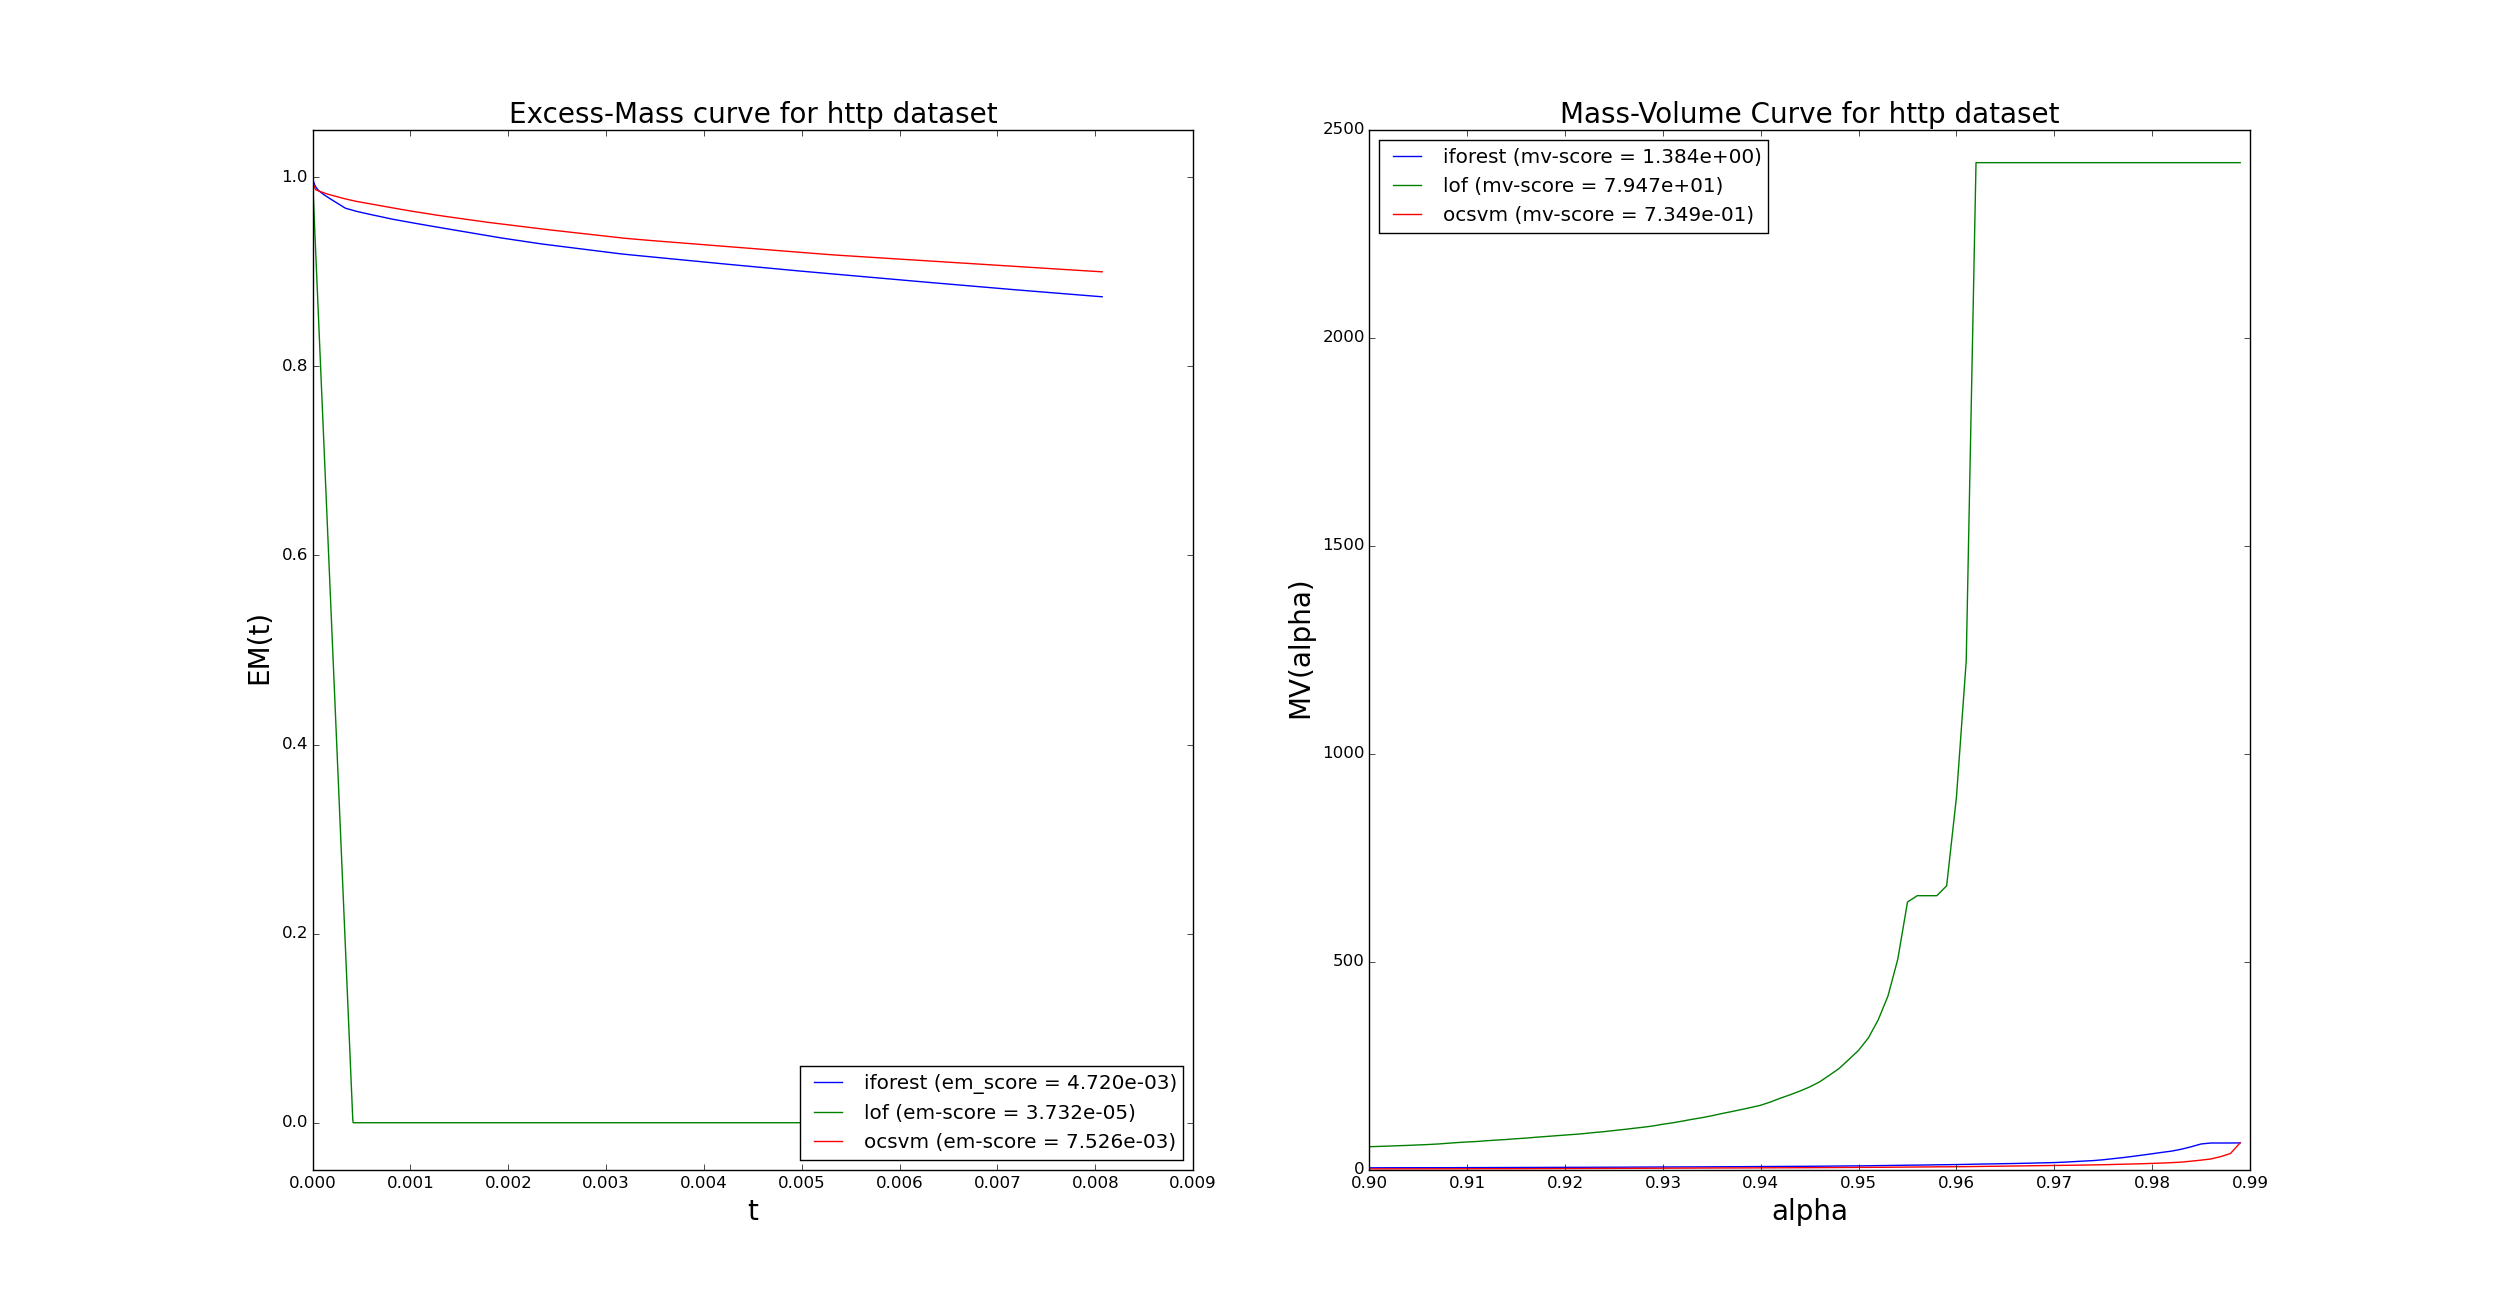 Excess-Mass curve for http dataset
1.0
0.8
0.6
0.4
0.2
0.0
EM(t)
iforest (em_score = 4.720e-03)
lof (em-score = 3.732e-05)
ocsvm (em-score = 7.526e-03)
0.000 0.001 0.002 0.003 0.004 0.005 0.006 0.007 0.008 0.009
t
Mass-Volume Curve for http dataset
2500
2000
1500
1000
500
0
MV(alpha)
iforest (mv-score = 1.384e+00)
lof (mv-score = 7.947e+01)
ocsvm (mv-score = 7.349e-01)
0.90 0.91 0.92 0.93 0.94 0.95 0.96 0.97 0.98 0.99
alpha